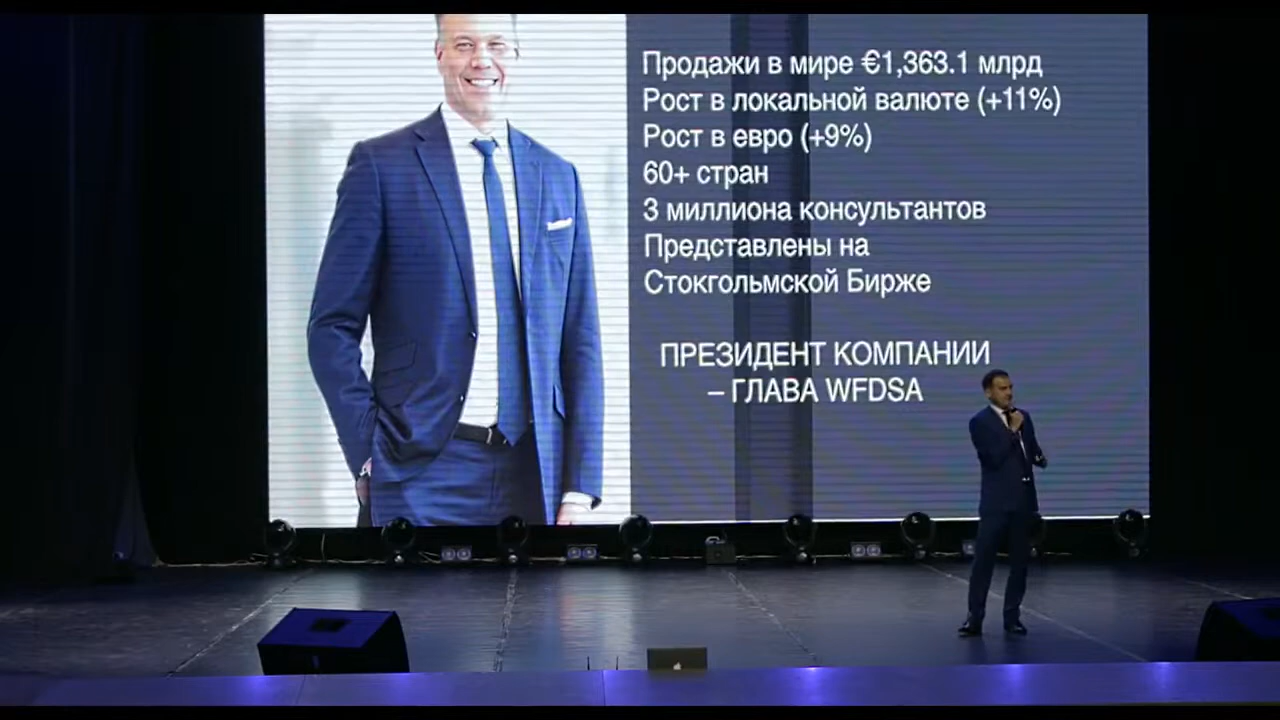 Продажи в мире €1,363.1 млрд
Рост в локальной валюте (+11%)
Рост в евро (+9%)
60+ стран
3 миллиона консультантов
Представлены на
Стокгольмской Бирже
ПРЕЗИДЕНТ КОМПАНИИ
– ГЛАВА WFDSA